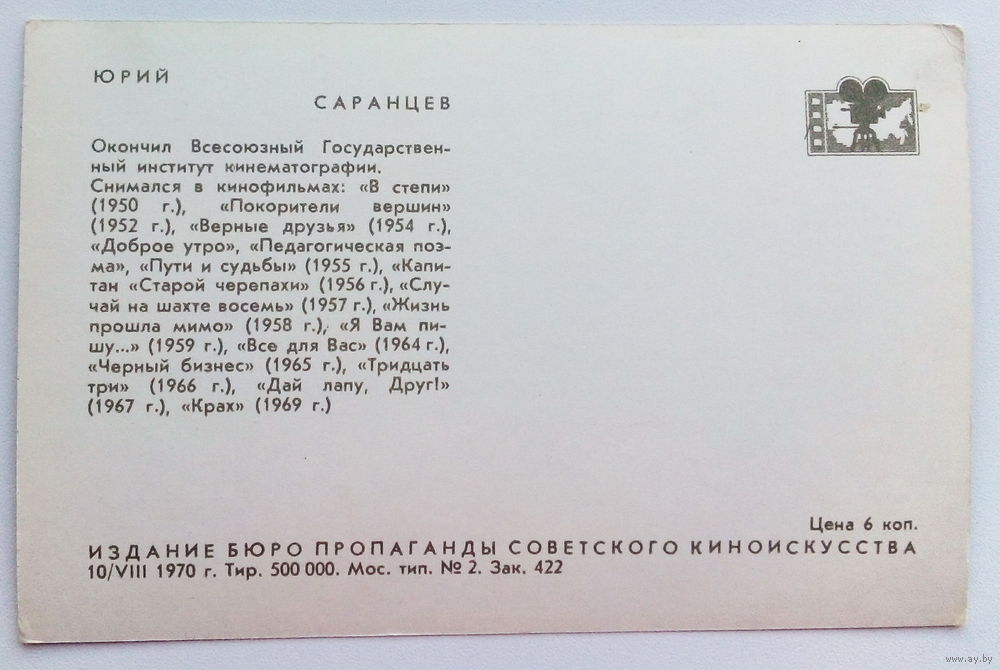 ЮРИЙ
САРАНЦЕВ
Окончил Всесоюзный Государствен-
ный институт кинематографии.
Снимался в кинофильмах: «В степи»
(1950 г.), «Покорители вершин»
(1952 г.), «Верные друзья» (1954 г.),
«Доброе утро», «Педагогическая поэ-
ма», «Пути и судьбы» (1955 г.), «Капи-
тан «Старой черепахи» (1956 г.), «Слу-
чай на шахте восемь» (1957 г.), «Жизнь
прошла мимо» (1958 г.), «Я Вам пи-
шу...» (1959 г.), «Все для Вас» (1964 г.),
«Черный бизнес» (1965 г.), «Тридцать
три» (1966 г.), «Дай лапу, Друг!»
(1967 г.), «Крах» (1969 г.)
Цена 6 коп.
ИЗДАНИЕ БЮРО ПРОПАГАНДЫ СОВЕТСКОГО КИНОИСКУССТВА
10/VIII 1970 г. Тир. 500 000. Мос. тип. № 2. Зак. 422
www.ay.by